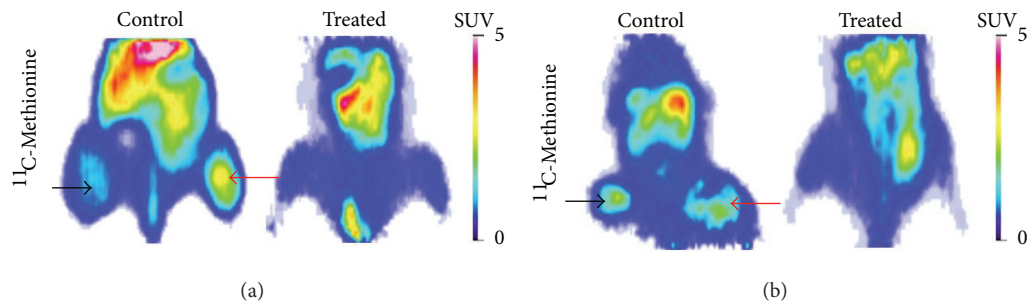 Control Treated SUV
5
¹¹C-Methionine
0
(a)
Control Treated SUV
5
¹¹C-Methionine
0
(b)